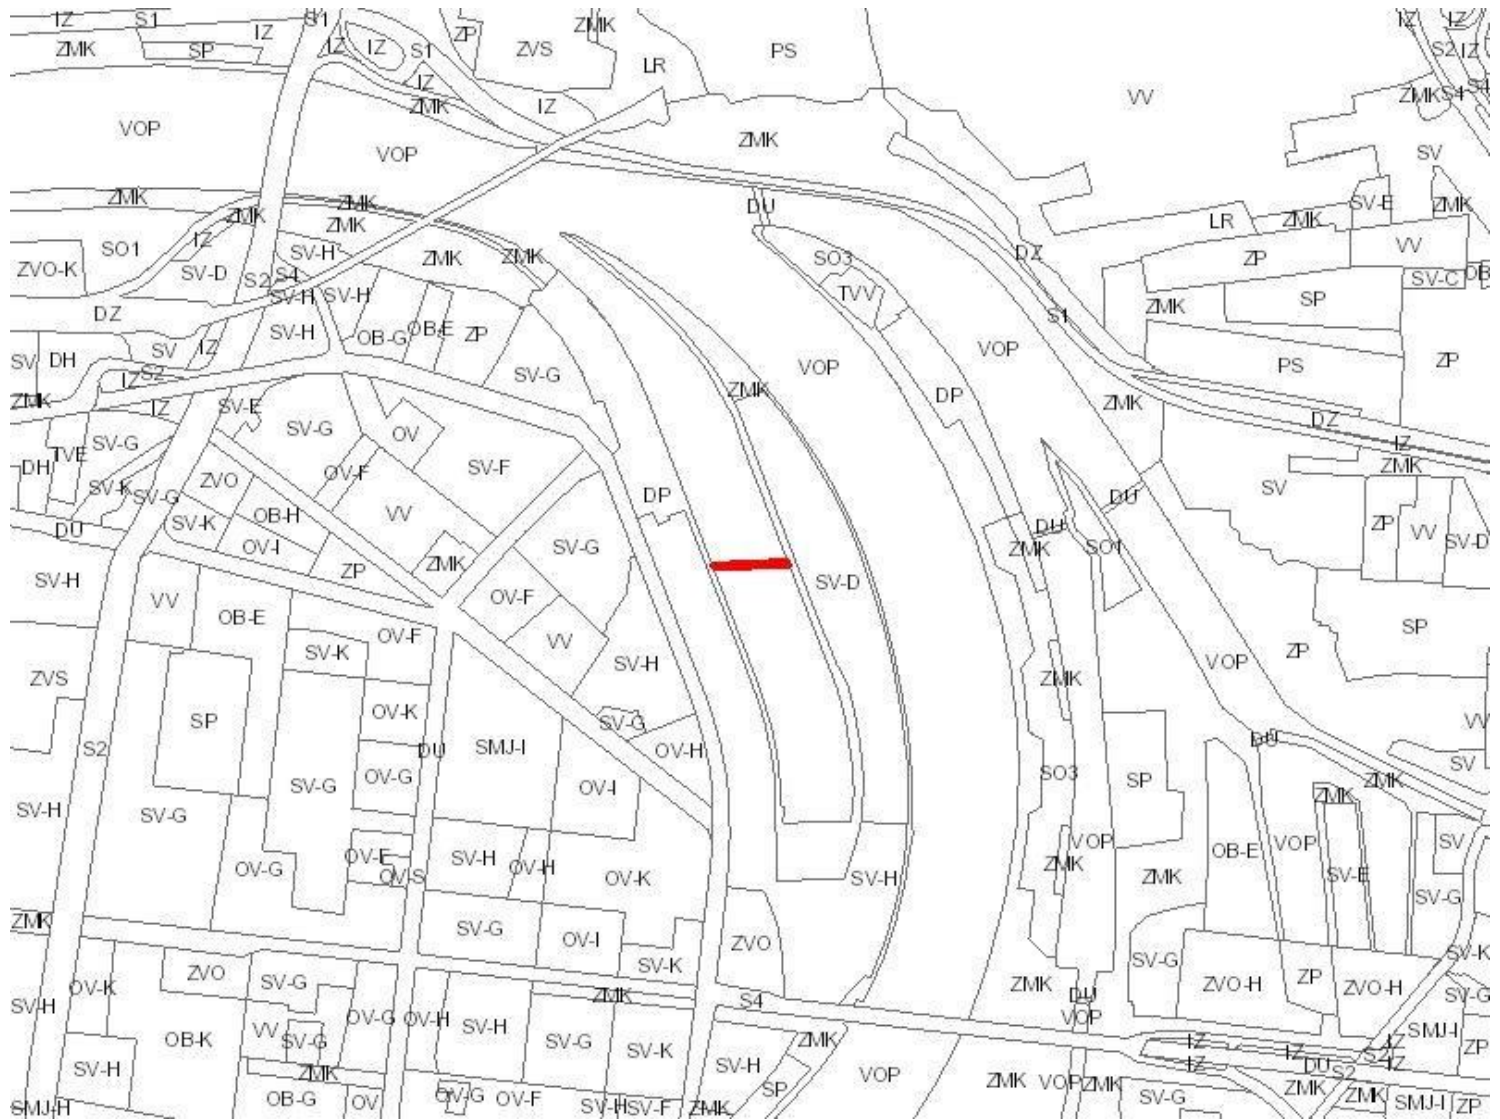 IZ S1 S1 ZMK
IZ IZ IZ ZP IZ IZ
ZMK SP IZ S1 ZVS LR PS S2 IZ
IZ IZ VV ZMK S4 S4
ZMK
VOP VOP ZMK SV
ZMK ZMK DU SV-E ZMK
ZMK ZMK LR ZMK
IZ
SO1 SV-H ZMK ZMK SO3 DZ ZP VV
ZVO-K SV-D S2 S4 SV-C OB
SV-H SV-H TVV ZMK SP
DZ S1
SV-H OB-G OB-E ZP VOP
SV DH SV IZ VOP PS ZP
IZ S2 SV-G
ZMK IZ SV-E ZMK DP ZMK
SV-G OV DZ
SV-G IZ
DH TVE OV-F SV-F ZMK
SV-K SV-G ZVO DP DU SV
DU SV-K OB-H VV DU ZP VV SV-D
OV-I SV-G ZMK SO1
SV-H ZP ZMK SV-D
VV OB-E OV-F
OV-F VV SP
SV-K SV-H VOP ZP
ZVS ZMK
SP OV-K SV-G VV
S2 DU SMJ-I OV-H DU
SV-G OV-G OV-I SO3 SP ZMK SV
SV-H SV-G ZMK
VOP VOP SV
OV-G OV-F SV-H OV-H OB-E
OV-S OV-K SV-H ZMK ZMK SV-E
SV-G
ZMK SV-G OV-I ZVO SV-K
ZVO SV-G SV-K SV-G ZP
OV-K ZMK S4 ZMK DU ZVO-H ZVO-H SV-G
SV-H VV OV-G OV-H SV-H VOP SMJ-I
OB-K SV-G SV-G SV-K ZMK IZ IZ IZ S2 ZP
SV-H ZMK SV-H VOP IZ DU S2 IZ
SP ZMK VOP ZMK ZMK
SMJ-H OB-G OV OV-G OV-F SV-H SV-F ZMK SV-G ZMK SMJ-I ZP